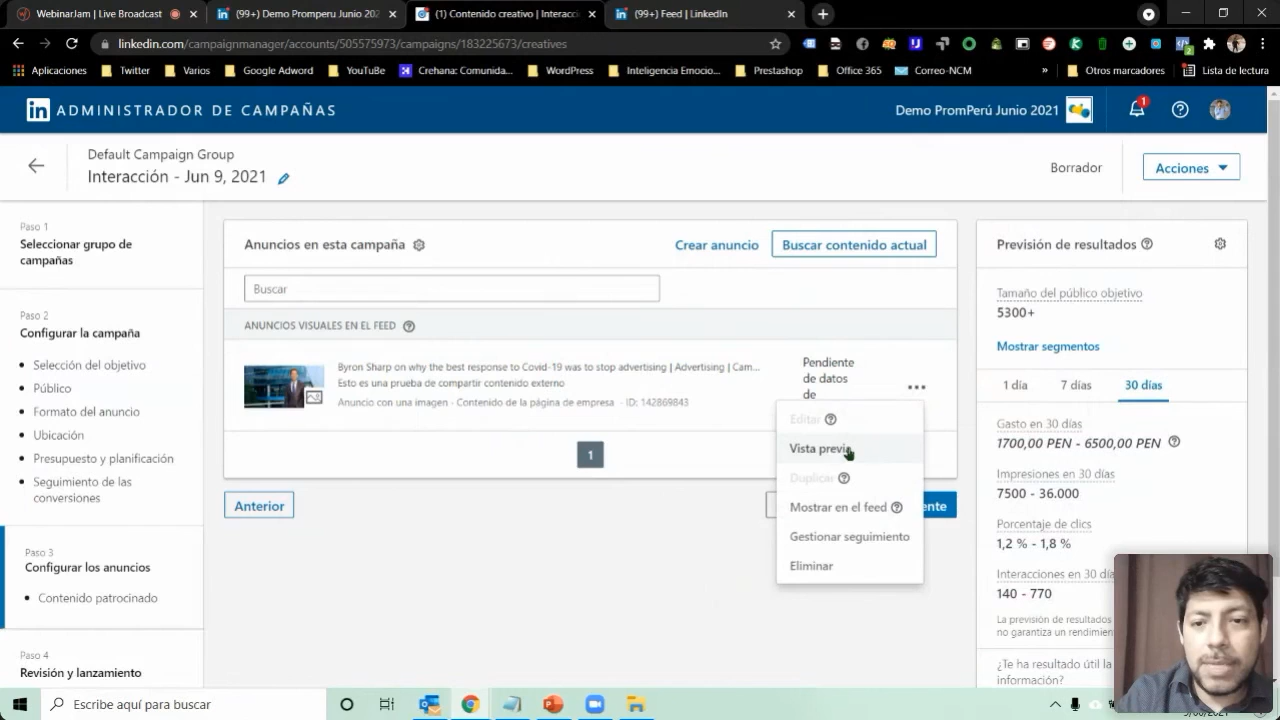 WebinarJam | Live Broadcast
(99+) Demo Promperu Junio 202
(1) Contenido creativo | Interacci
(99+) Feed | LinkedIn
linkedin.com/campaignmanager/accounts/505575973/campaigns/183225673/creatives
Aplicaciones
Twitter
Varios
Google Adword
YouTube
Crehana: Comunida...
WordPress
Inteligencia Emocio...
Prestashop
Office 365
Correo-NCM
»
Otros marcadores
Lista de lectura
in ADMINISTRADOR DE CAMPAÑAS
Demo PromPerú Junio 2021
1
Default Campaign Group
Interacción - Jun 9, 2021
Borrador
Acciones
Paso 1
Seleccionar grupo de
campañas
Paso 2
Configurar la campaña
Selección del objetivo
Público
Formato del anuncio
Ubicación
Presupuesto y planificación
Seguimiento de las
conversiones
Paso 3
Configurar los anuncios
Contenido patrocinado
Paso 4
Revisión y lanzamiento
Anuncios en esta campaña
Crear anuncio
Buscar contenido actual
Buscar
ANUNCIOS VISUALES EN EL FEED
Byron Sharp on why the best response to Covid-19 was to stop advertising | Advertising | Cam...
Esto es una prueba de compartir contenido externo
Anuncio con una imagen - Contenido de la página de empresa - ID: 142869843
Pendiente
de datos
de
Editar
Vista previa
Duplicar
Mostrar en el feed
Gestionar seguimiento
Eliminar
1
Anterior
ente
Previsión de resultados
Tamaño del público objetivo
5300+
Mostrar segmentos
1 día
7 días
30 días
Gasto en 30 días
1700,00 PEN - 6500,00 PEN
Impresiones en 30 días
7500 - 36.000
Porcentaje de clics
1,2 % - 1,8 %
Interacciones en 30 día
140 - 770
La previsión de resultados
no garantiza un rendimien
¿Te ha resultado útil la
información?
Escribe aquí para buscar